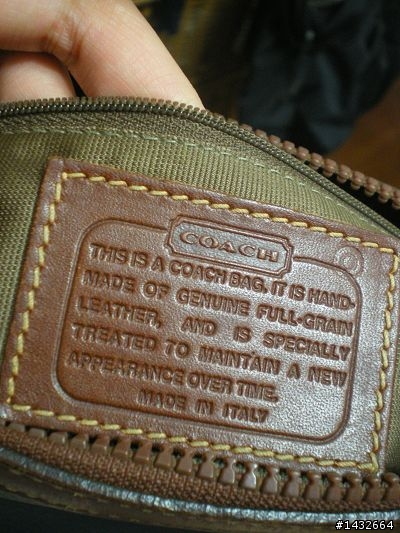 COACH
THIS IS A COACH BAG. IT IS HAND-
MADE OF GENUINE FULL-GRAIN
LEATHER, AND IS SPECIALLY
TREATED TO MAINTAIN A NEW
APPEARANCE OVER TIME.
MADE IN ITALY
#1432664